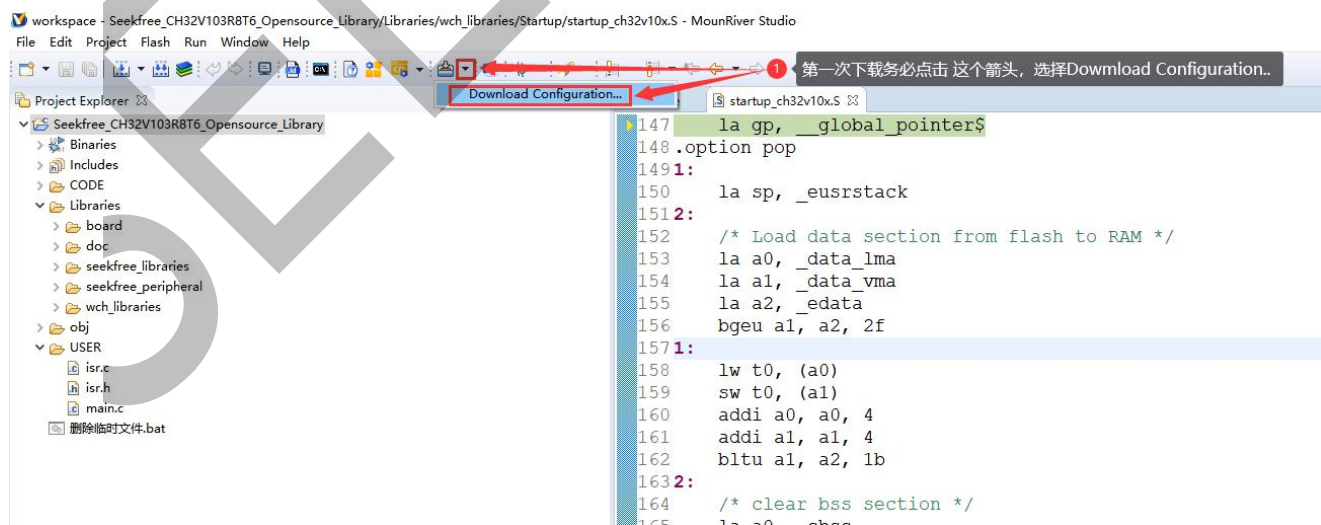 workspace - Seekfree_CH32V103R8T6_Opensource_Library/Libraries/wch_libraries/Startup/startup_ch32v10x.S - MounRiver Studio
File Edit Project Flash Run Window Help
1 第一次下载务必点击 这个箭头，选择Dowmload Configuration..
Download Configuration...
Project Explorer
startup_ch32v10x.S
Seekfree_CH32V103R8T6_Opensource_Library
Binaries
Includes
CODE
Libraries
board
doc
seekfree_libraries
seekfree_peripheral
wch_libraries
obj
USER
isr.c
isr.h
main.c
删除临时文件.bat
147 la gp, __global_pointer$
148 .option pop
149 1:
150 la sp, _eusrstack
151 2:
152 /* Load data section from flash to RAM */
153 la a0, _data_lma
154 la a1, _data_vma
155 la a2, _edata
156 bgeu a1, a2, 2f
157 1:
158 lw t0, (a0)
159 sw t0, (a1)
160 addi a0, a0, 4
161 addi a1, a1, 4
162 bltu a1, a2, 1b
163 2:
164 /* clear bss section */